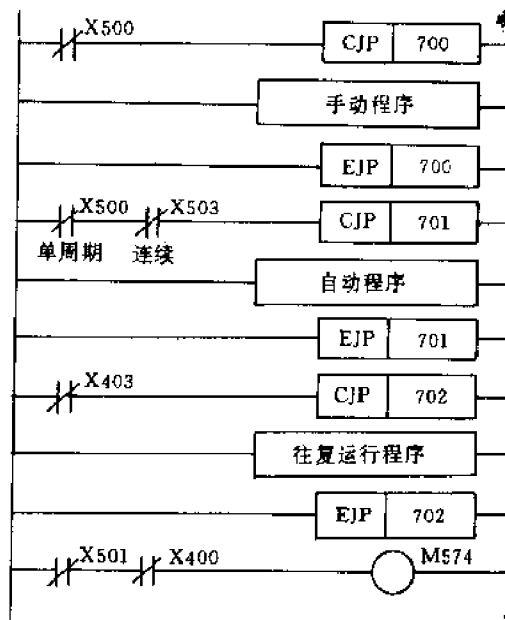 X500 CJP 700
手动程序
EJP 700
X500 X503 CJP 701
单周期 连续
自动程序
EJP 701
X403 CJP 702
往复运行程序
EJP 702
X501 X400 M574